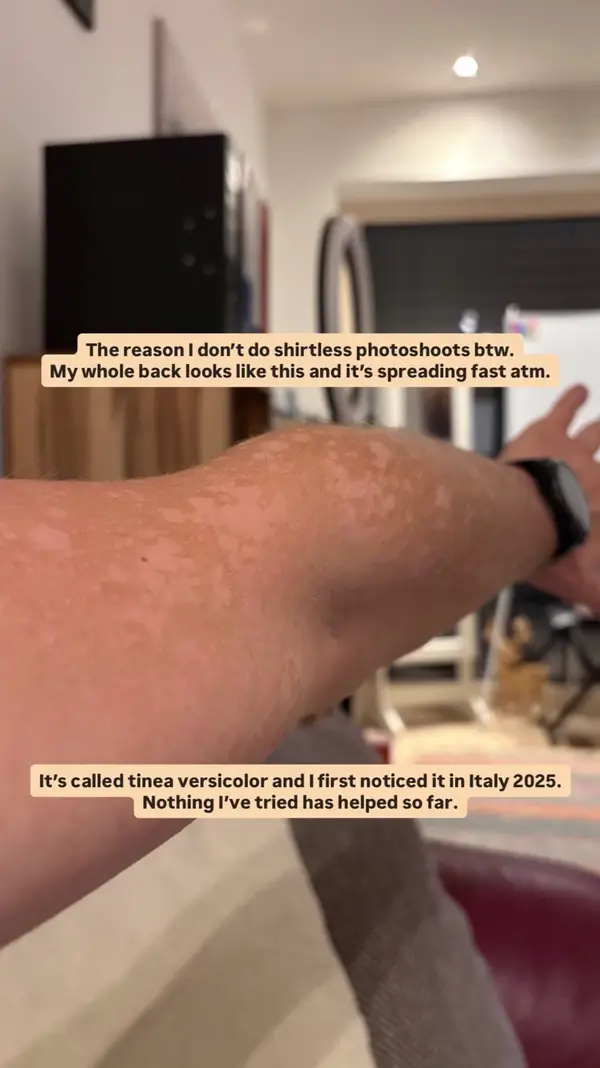 The reason I don't do shirtless photoshoots btw.
My whole back looks like this and it's spreading fast atm.
It's called tinea versicolor and I first noticed it in Italy 2025.
Nothing I've tried has helped so far.